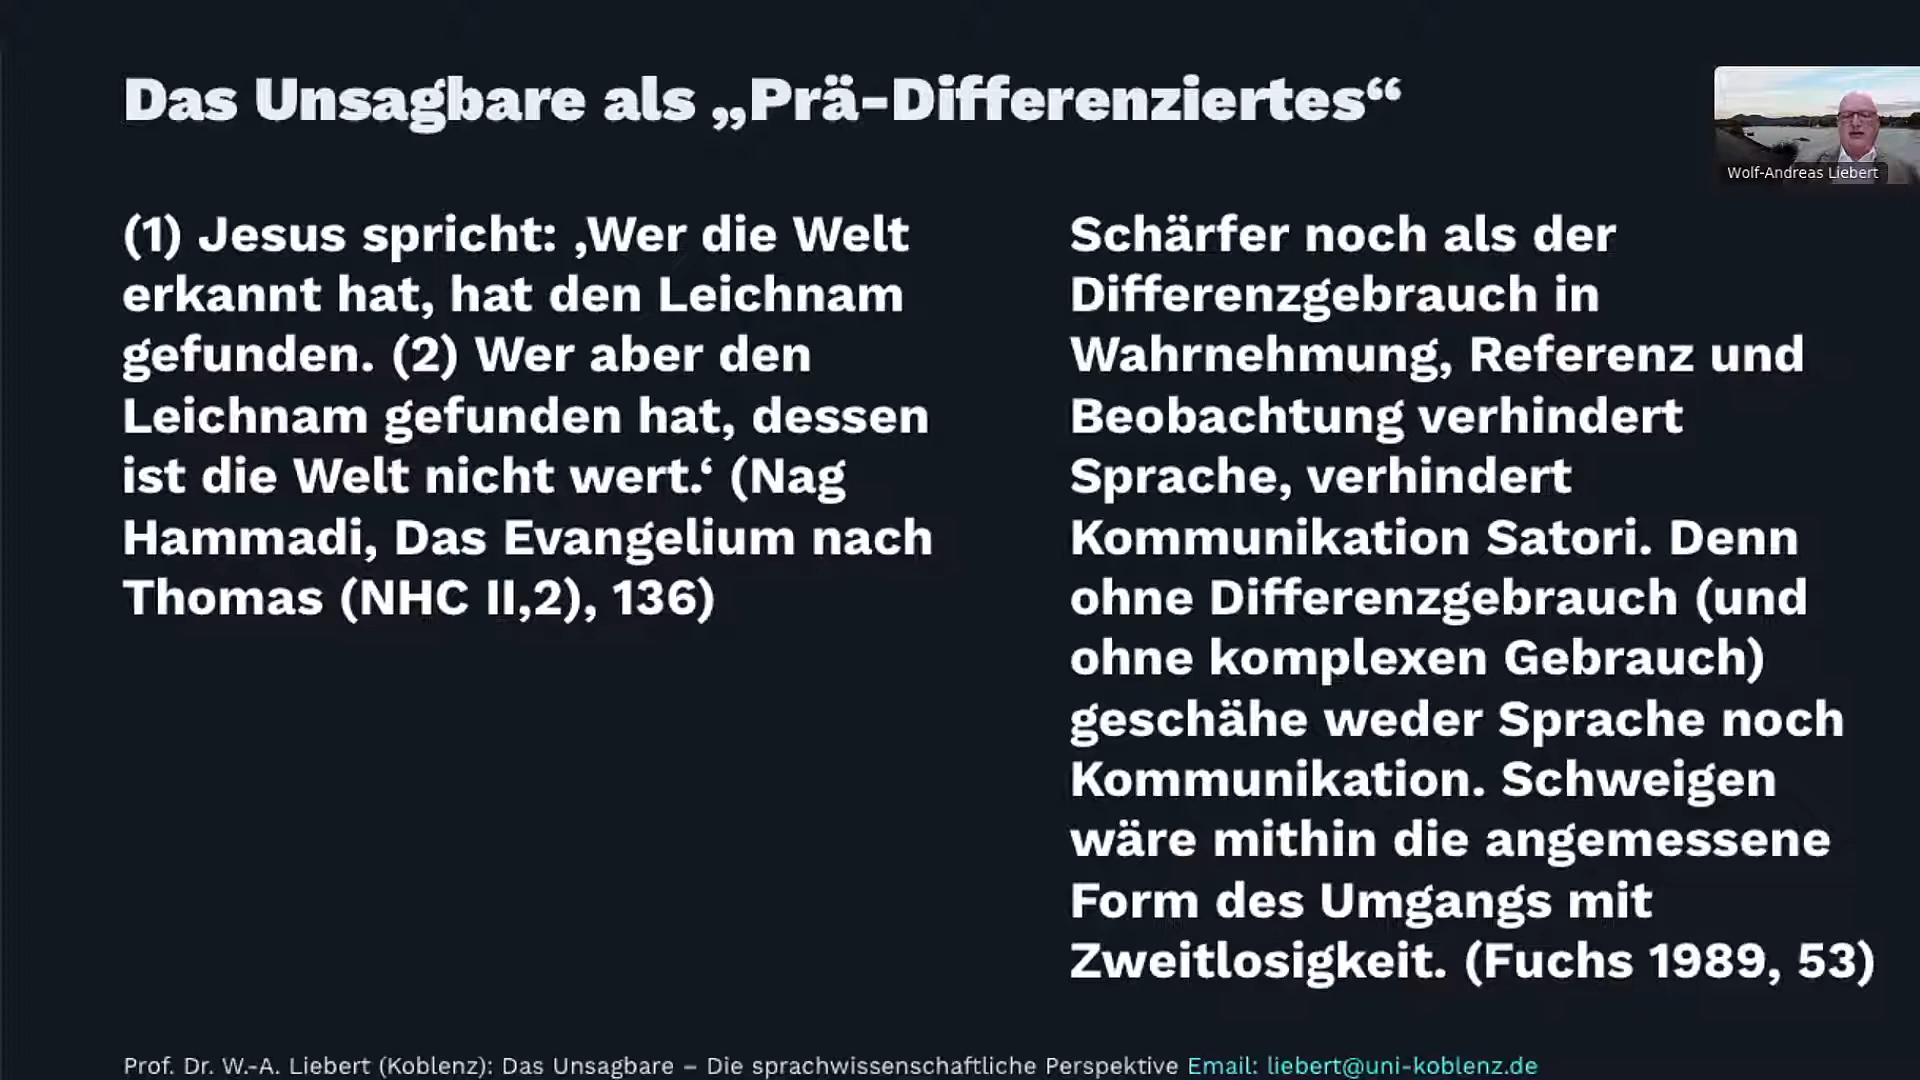 Das Unsagbare als „Prä-Differenziertes“
Wolf-Andreas Liebert
(1) Jesus spricht: ‚Wer die Welt
erkannt hat, hat den Leichnam
gefunden. (2) Wer aber den
Leichnam gefunden hat, dessen
ist die Welt nicht wert.‘ (Nag
Hammadi, Das Evangelium nach
Thomas (NHC II,2), 136)
Schärfer noch als der
Differenzgebrauch in
Wahrnehmung, Referenz und
Beobachtung verhindert
Sprache, verhindert
Kommunikation Satori. Denn
ohne Differenzgebrauch (und
ohne komplexen Gebrauch)
geschähe weder Sprache noch
Kommunikation. Schweigen
wäre mithin die angemessene
Form des Umgangs mit
Zweitlosigkeit. (Fuchs 1989, 53)
Prof. Dr. W.-A. Liebert (Koblenz): Das Unsagbare – Die sprachwissenschaftliche Perspektive Email: liebert@uni-koblenz.de